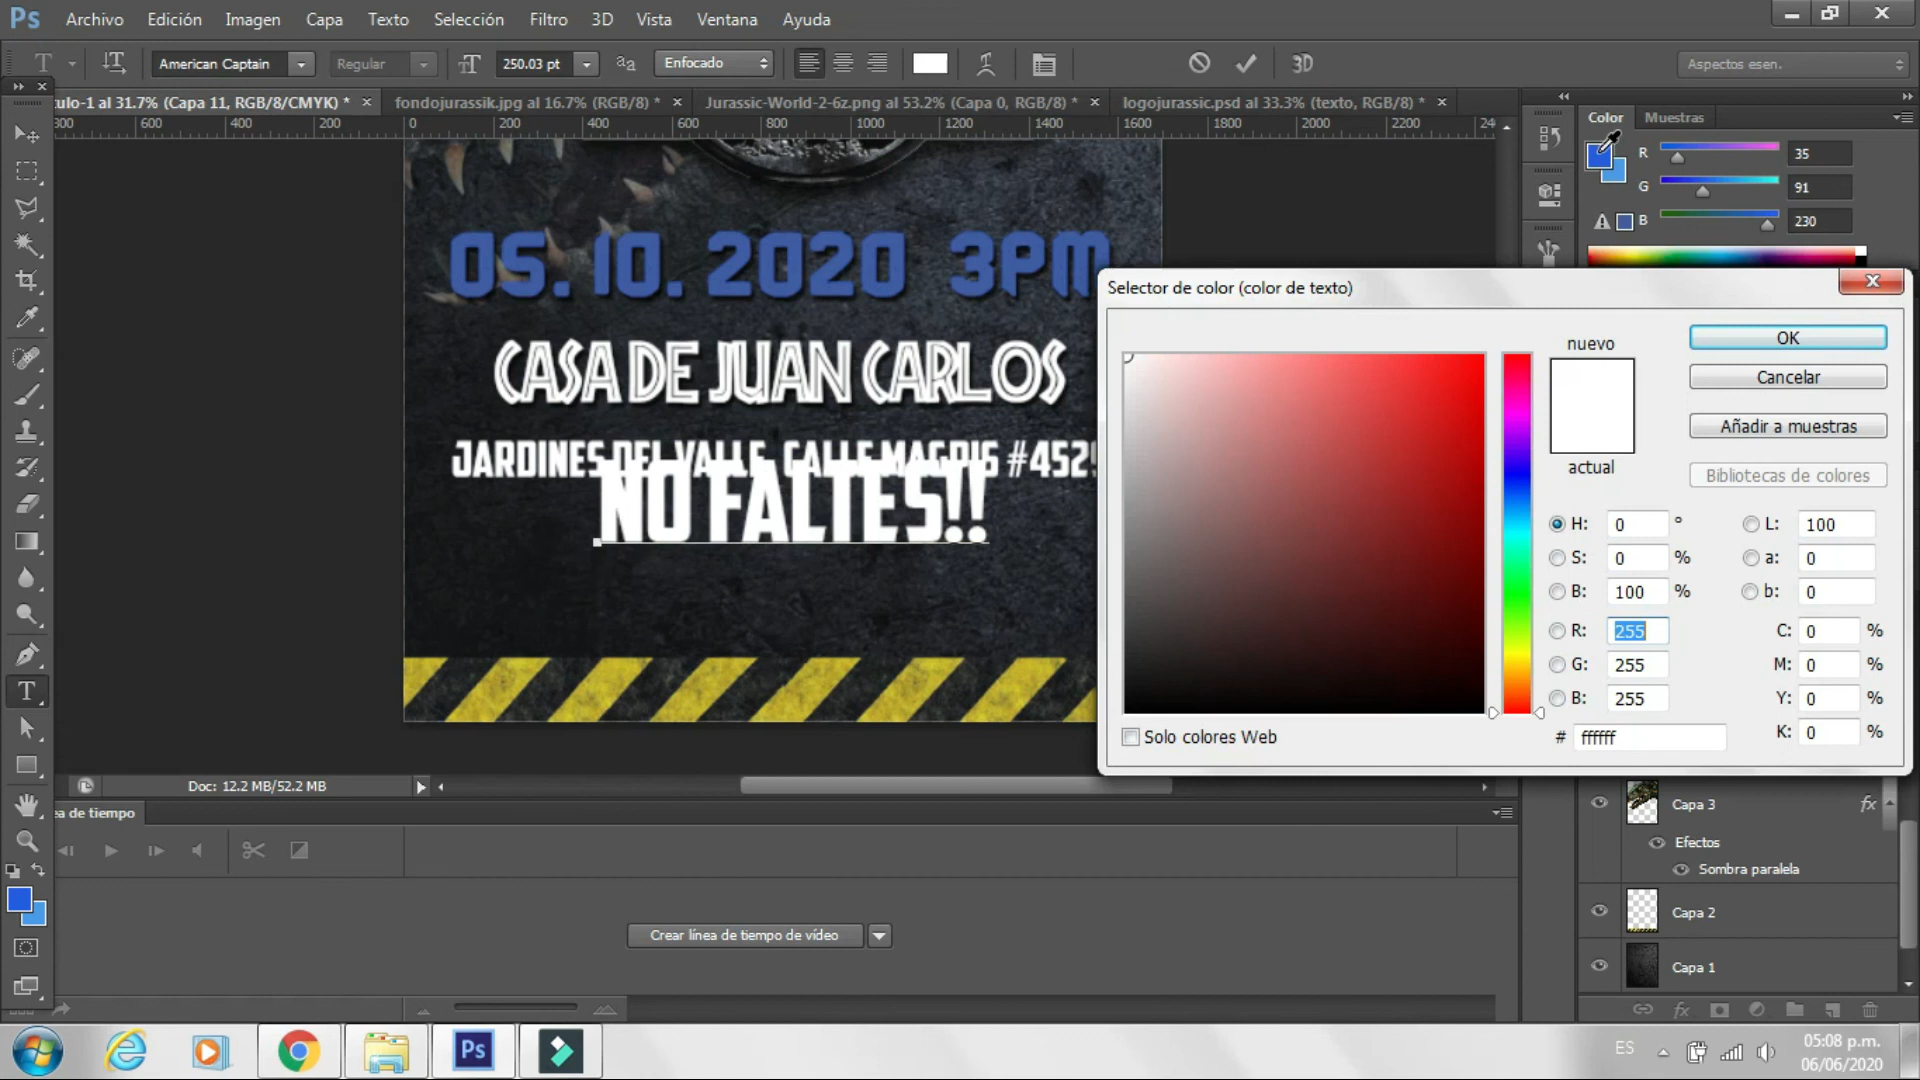 Ps Archivo Edición Imagen Capa Texto Selección Filtro 3D Vista Ventana Ayuda
T American Captain Regular 250.03 pt Enfocado 3D Aspectos esen.
ulo-1 al 31.7% (Capa 11, RGB/8/CMYK) * fondojurassik.jpg al 16.7% (RGB/8) * Jurassic-World-2-6z.png al 53.2% (Capa 0, RGB/8) * logojurassic.psd al 33.3% (texto, RGB/8) *
Color Muestras
600 400 200 0 200 400 600 800 1000 1200 1400 1600 1800 2000 2200
R 35
G 91
B 230
05. 10. 2020 3PM
CASA DE JUAN CARLOS
JARDINES DEL VALLE, CALLE MAGRIS #452
NO FALTES!!
Selector de color (color de texto)
nuevo
actual
OK
Cancelar
Añadir a muestras
Bibliotecas de colores
H: 0 ° L: 100
S: 0 % a: 0
B: 100 % b: 0
R: 255 C: 0 %
G: 255 M: 0 %
B: 255 Y: 0 %
# ffffff K: 0 %
Solo colores Web
Doc: 12.2 MB/52.2 MB
ea de tiempo
Crear línea de tiempo de vídeo
Capa 3 fx
Efectos
Sombra paralela
Capa 2
Capa 1
fx
Ps
ES
05:08 p.m.
06/06/2020